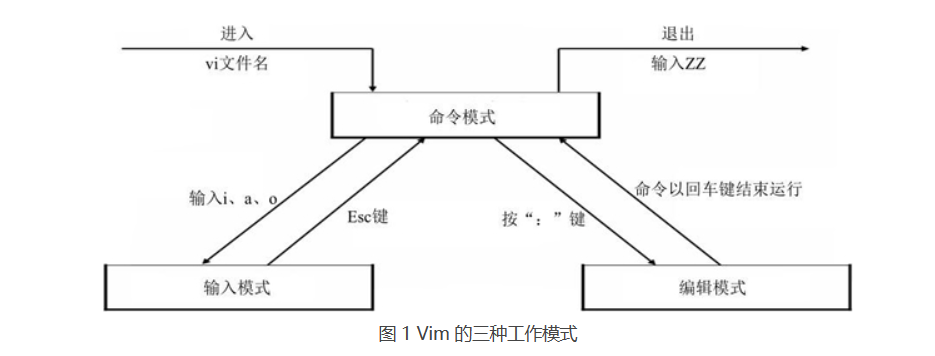 进入
vi文件名
退出
输入ZZ
命令模式
输入i、a、o
Esc键
按“：”键
命令以回车键结束运行
输入模式
编辑模式
图 1 Vim 的三种工作模式